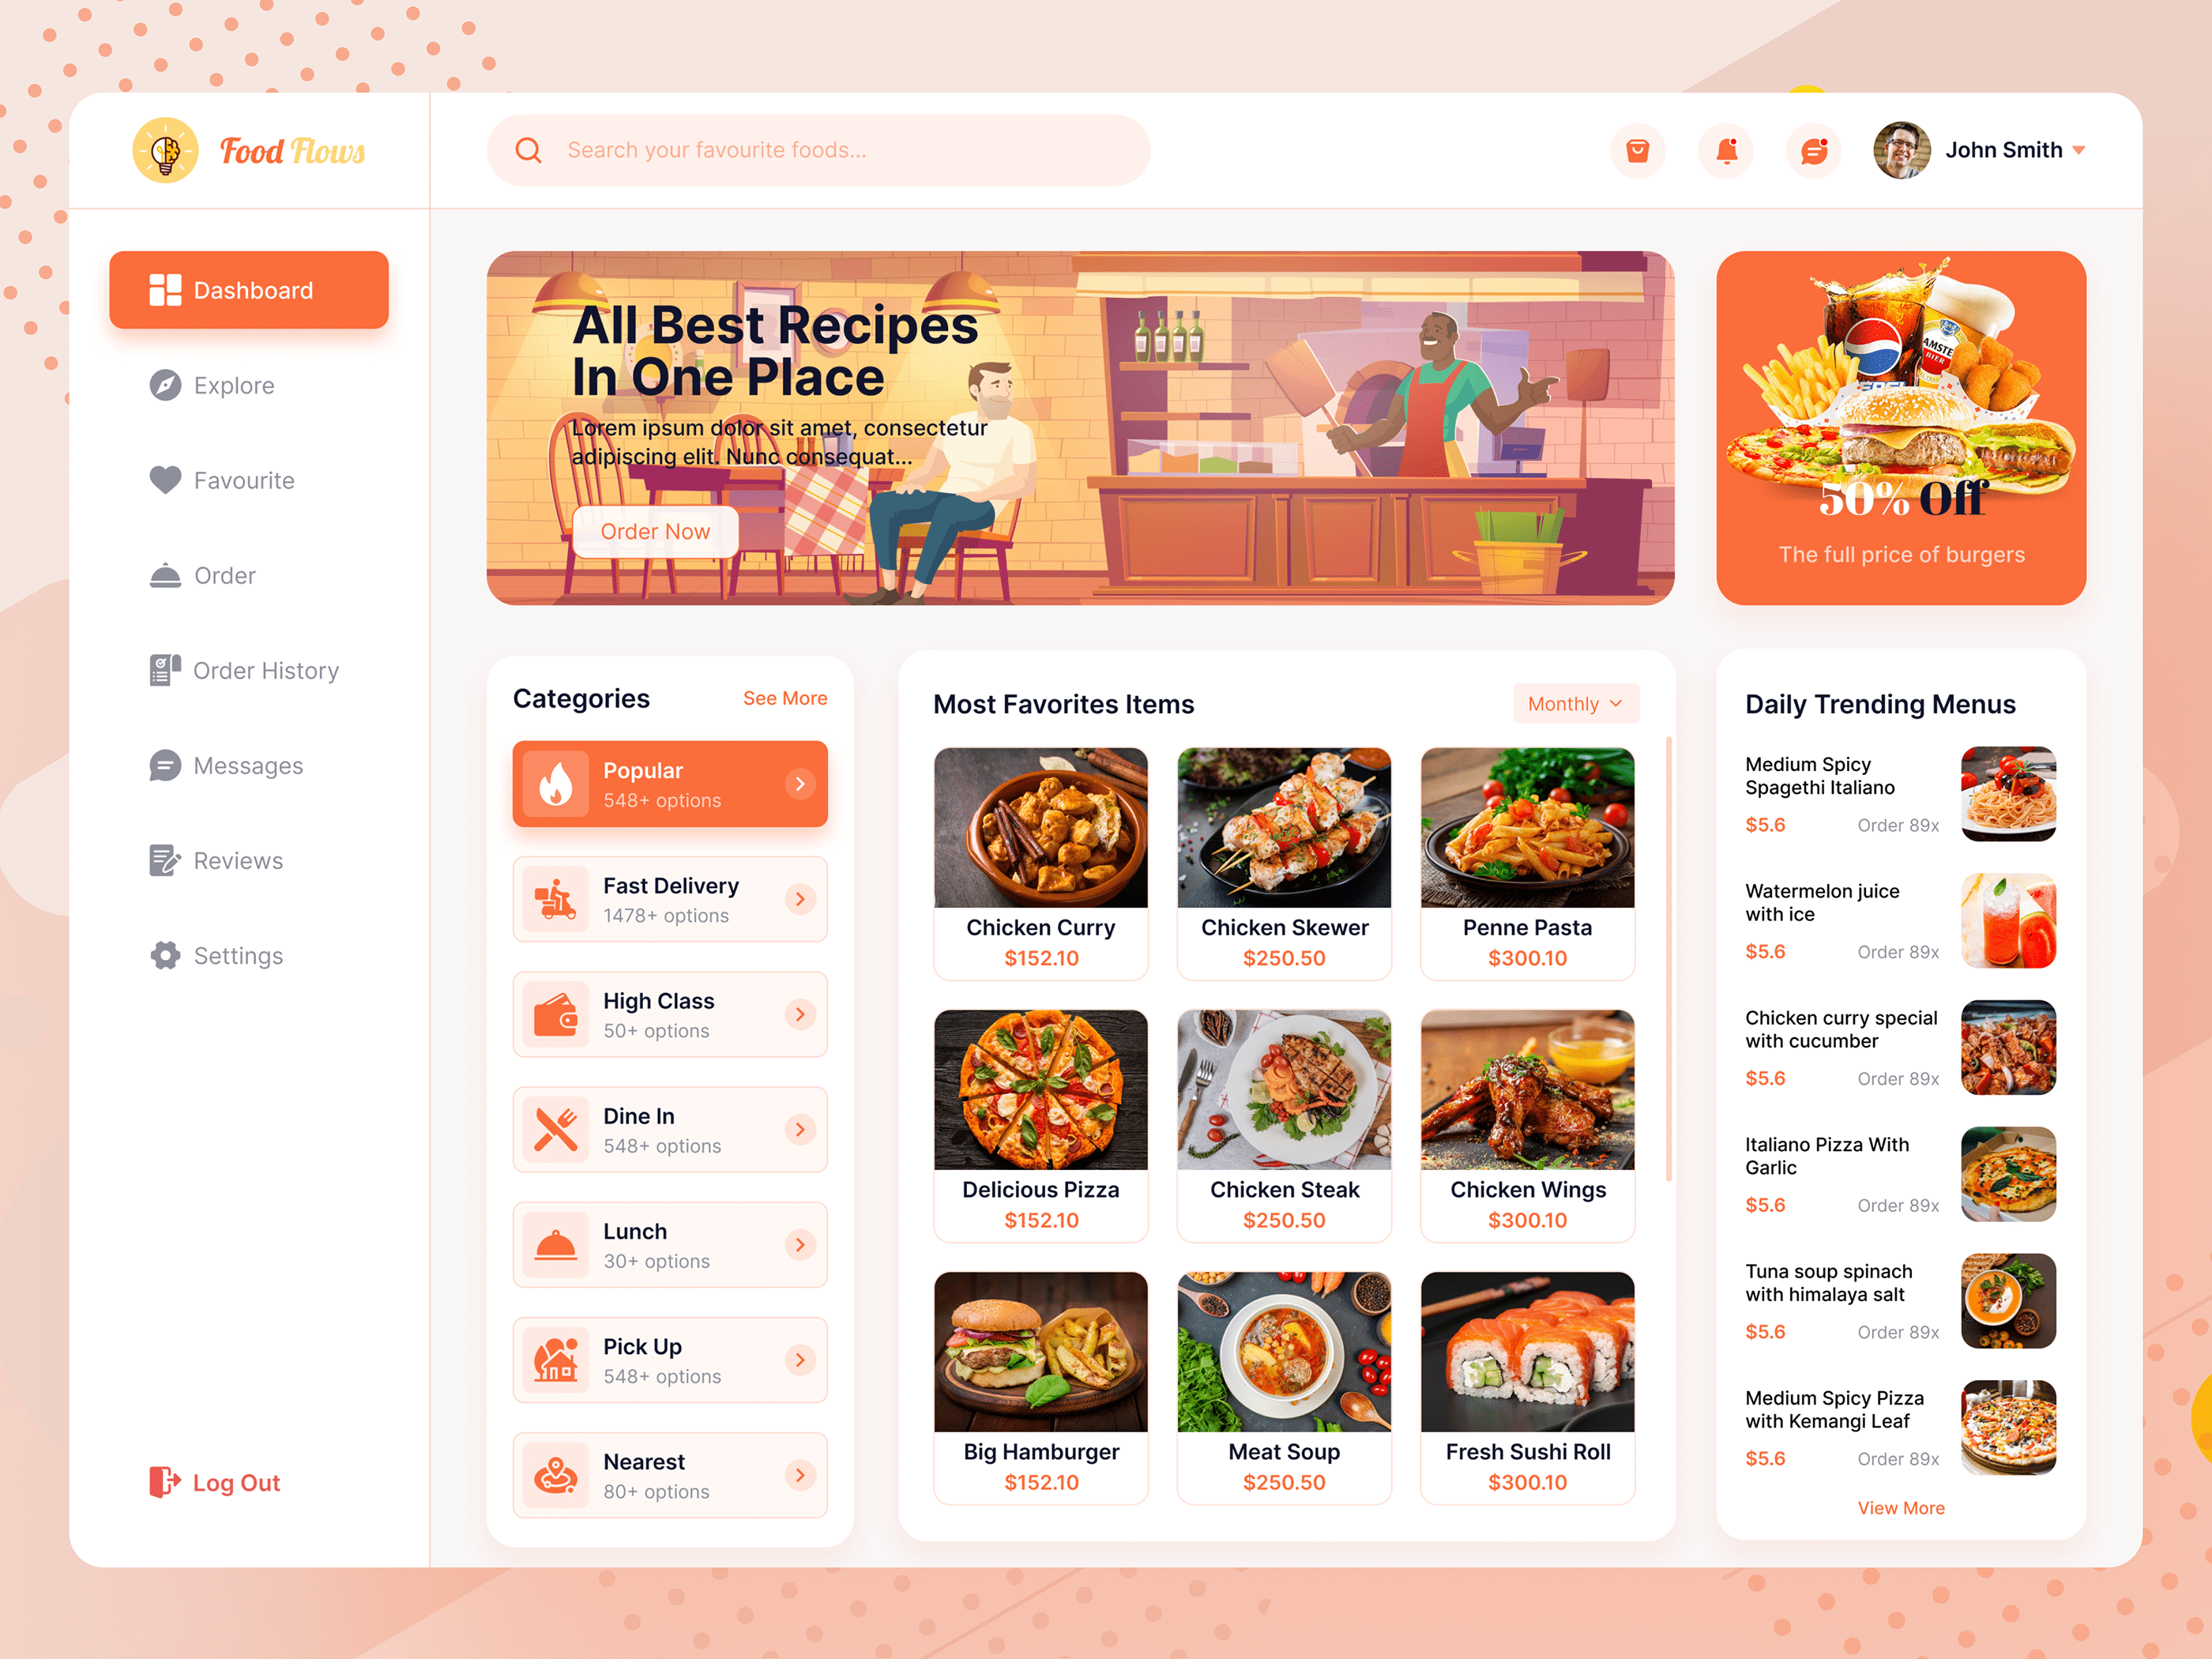 Food Flows
Search your favourite foods...
John Smith
Dashboard
Explore
Favourite
Order
Order History
Messages
Reviews
Settings
Log Out
All Best Recipes
In One Place
Lorem ipsum dolor sit amet, consectetur
adipiscing elit. Nunc consequat...
Order Now
AMSTE
BIER
50% Off
The full price of burgers
Categories
See More
Popular
548+ options
Fast Delivery
1478+ options
High Class
50+ options
Dine In
548+ options
Lunch
30+ options
Pick Up
548+ options
Nearest
80+ options
Most Favorites Items
Monthly
Chicken Curry
$152.10
Chicken Skewer
$250.50
Penne Pasta
$300.10
Delicious Pizza
$152.10
Chicken Steak
$250.50
Chicken Wings
$300.10
Big Hamburger
$152.10
Meat Soup
$250.50
Fresh Sushi Roll
$300.10
Daily Trending Menus
Medium Spicy
Spagethi Italiano
$5.6 Order 89x
Watermelon juice
with ice
$5.6 Order 89x
Chicken curry special
with cucumber
$5.6 Order 89x
Italiano Pizza With
Garlic
$5.6 Order 89x
Tuna soup spinach
with himalaya salt
$5.6 Order 89x
Medium Spicy Pizza
with Kemangi Leaf
$5.6 Order 89x
View More